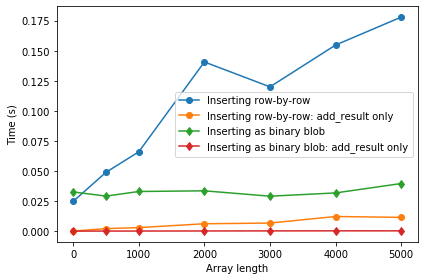 0.175
0.150
0.125
0.100
0.075
0.050
0.025
0.000
Time (s)
Inserting row-by-row
Inserting row-by-row: add_result only
Inserting as binary blob
Inserting as binary blob: add_result only
0 1000 2000 3000 4000 5000
Array length